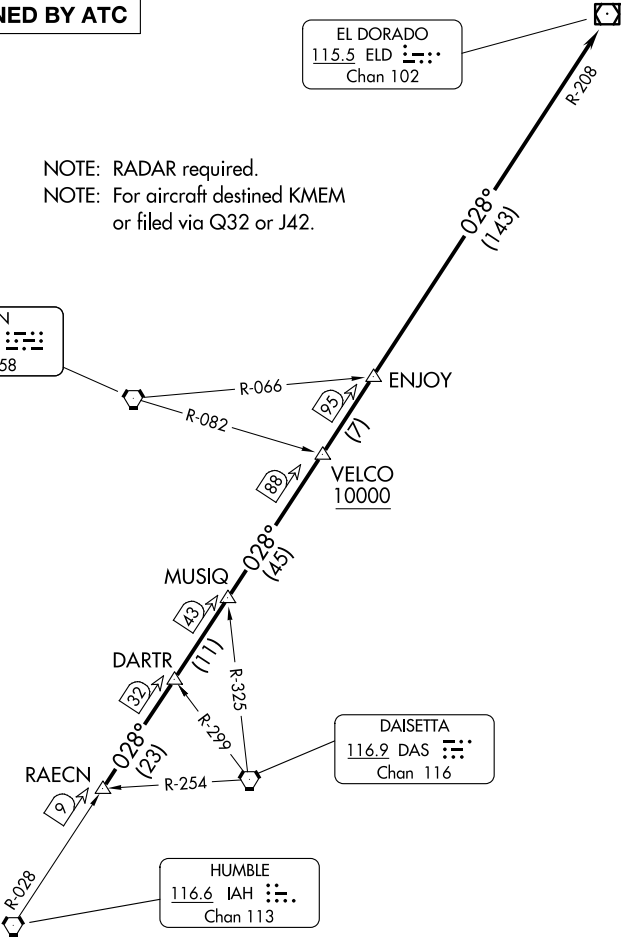 NED BY ATC
EL DORADO
115.5 ELD
Chan 102
R-208
NOTE: RADAR required.
NOTE: For aircraft destined KMEM
or filed via Q32 or J42.
028°
(143)
N
58
R-066
ENJOY
95
R-082
(7)
VELCO
10000
88
028°
(45)
MUSIQ
43
(11)
DARTR
32
R-325
R-299
028°
(23)
DAISETTA
116.9 DAS
Chan 116
RAECN
R-254
9
R-028
HUMBLE
116.6 IAH
Chan 113